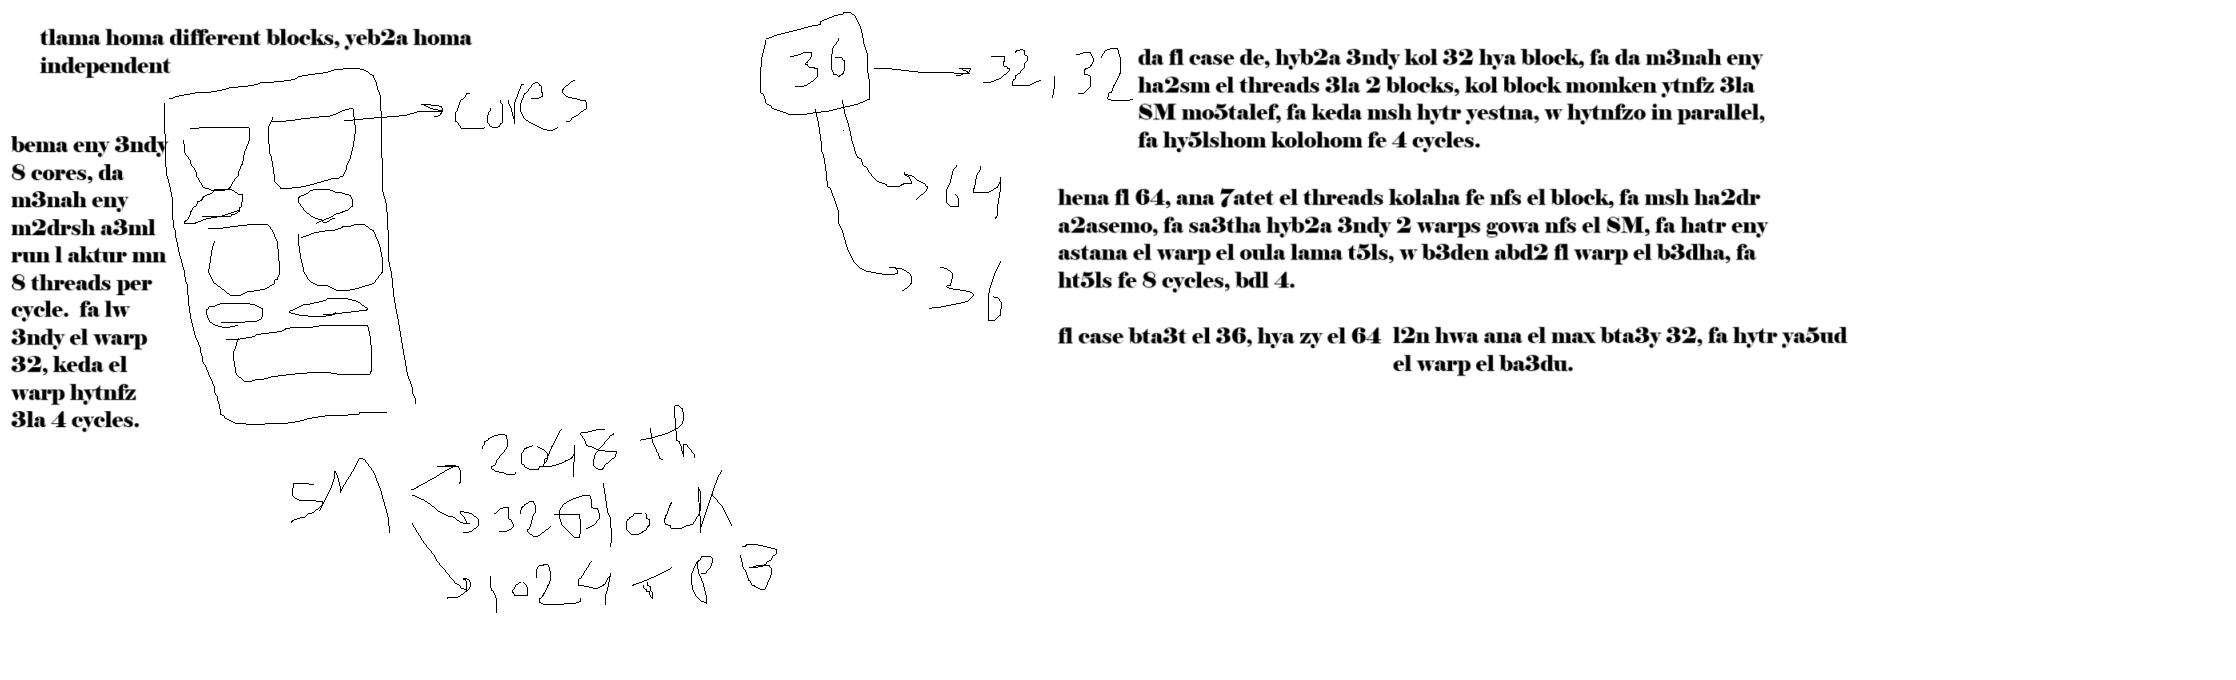 tlama homa different blocks, yeb2a homa
independent
cores
bema eny 3ndy
8 cores, da
m3nah eny
m2drsh a3ml
run l aktur mn
8 threads per
cycle.  fa lw
3ndy el warp
32, keda el
warp hytnfz
3la 4 cycles.
SM
2048 th
32 Block
1024 T P B
36
32, 32
da fl case de, hyb2a 3ndy kol 32 hya block, fa da m3nah eny
ha2sm el threads 3la 2 blocks, kol block momken ytnfz 3la
SM mo5talef, fa keda msh hytr yestna, w hytnfzo in parallel,
fa hy5lshom kolohom fe 4 cycles.
64
hena fl 64, ana 7atet el threads kolaha fe nfs el block, fa msh ha2dr
a2asemo, fa sa3tha hyb2a 3ndy 2 warps gowa nfs el SM, fa hatr eny
astana el warp el oula lama t5ls, w b3den abd2 fl warp el b3dha, fa
ht5ls fe 8 cycles, bdl 4.
36
fl case bta3t el 36, hya zy el 64  l2n hwa ana el max bta3y 32, fa hytr ya5ud
el warp el ba3du.